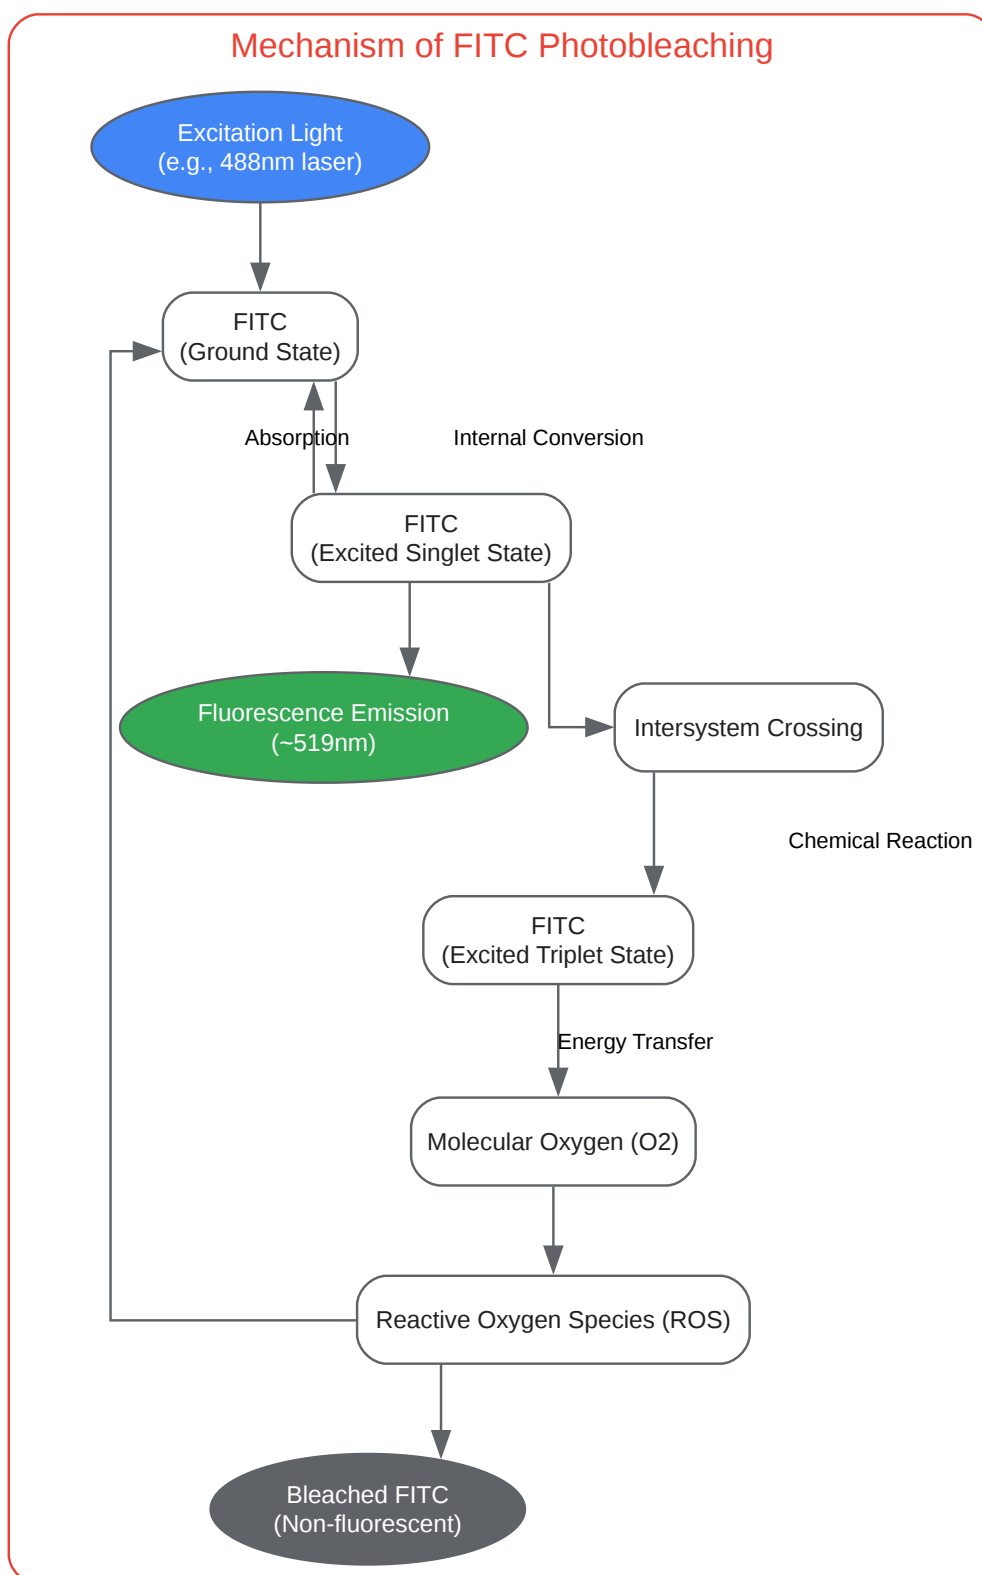 Mechanism of FITC Photobleaching
Excitation Light
(e.g., 488nm laser)
FITC
(Ground State)
Absorption
Internal Conversion
FITC
(Excited Singlet State)
Fluorescence Emission
(~519nm)
Intersystem Crossing
Chemical Reaction
FITC
(Excited Triplet State)
Energy Transfer
Molecular Oxygen (O2)
Reactive Oxygen Species (ROS)
Bleached FITC
(Non-fluorescent)